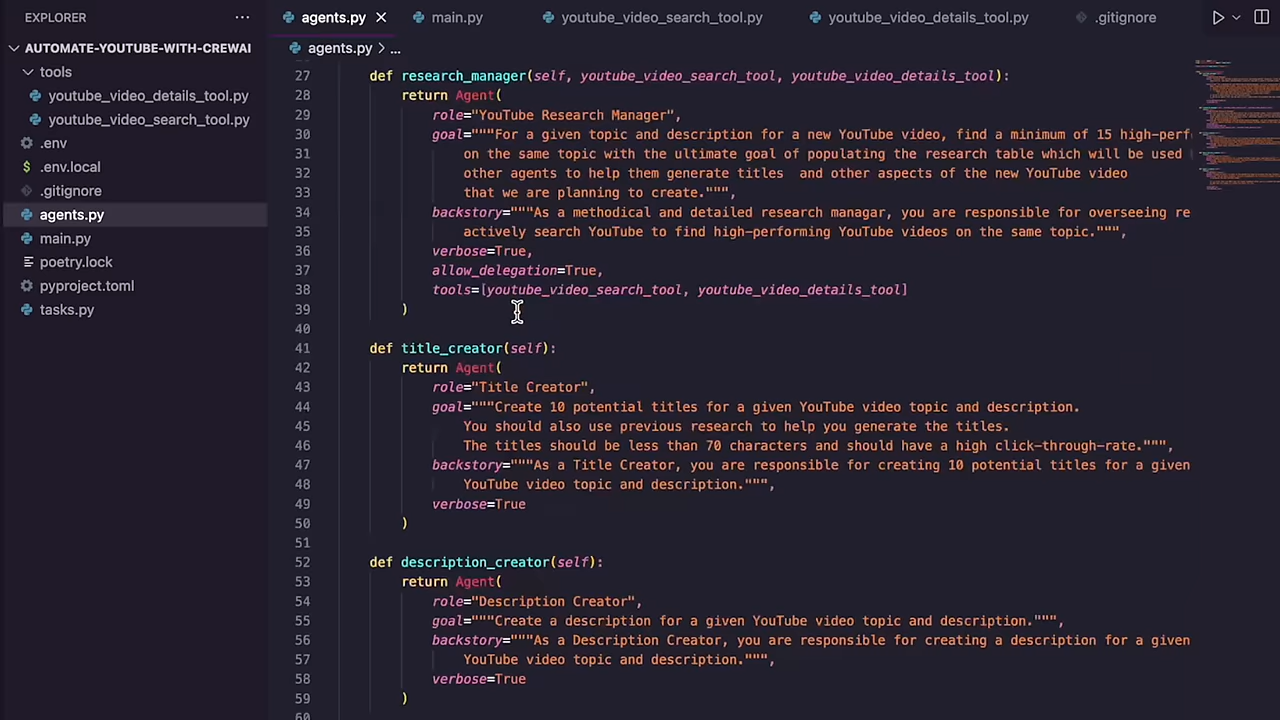 EXPLORER ...
AUTOMATE-YOUTUBE-WITH-CREWAI
tools
youtube_video_details_tool.py
youtube_video_search_tool.py
.env
.env.local
.gitignore
agents.py
main.py
poetry.lock
pyproject.toml
tasks.py
agents.py main.py youtube_video_search_tool.py youtube_video_details_tool.py .gitignore
agents.py > ...
27 def research_manager(self, youtube_video_search_tool, youtube_video_details_tool):
28 return Agent(
29 role="YouTube Research Manager",
30 goal="""For a given topic and description for a new YouTube video, find a minimum of 15 high-perf
31 on the same topic with the ultimate goal of populating the research table which will be used
32 other agents to help them generate titles  and other aspects of the new YouTube video
33 that we are planning to create.""",
34 backstory="""As a methodical and detailed research managar, you are responsible for overseeing re
35 actively search YouTube to find high-performing YouTube videos on the same topic.""",
36 verbose=True,
37 allow_delegation=True,
38 tools=[youtube_video_search_tool, youtube_video_details_tool]
39 )
40
41 def title_creator(self):
42 return Agent(
43 role="Title Creator",
44 goal="""Create 10 potential titles for a given YouTube video topic and description.
45 You should also use previous research to help you generate the titles.
46 The titles should be less than 70 characters and should have a high click-through-rate.""",
47 backstory="""As a Title Creator, you are responsible for creating 10 potential titles for a given
48 YouTube video topic and description.""",
49 verbose=True
50 )
51
52 def description_creator(self):
53 return Agent(
54 role="Description Creator",
55 goal="""Create a description for a given YouTube video topic and description.""",
56 backstory="""As a Description Creator, you are responsible for creating a description for a given
57 YouTube video topic and description.""",
58 verbose=True
59 )
60